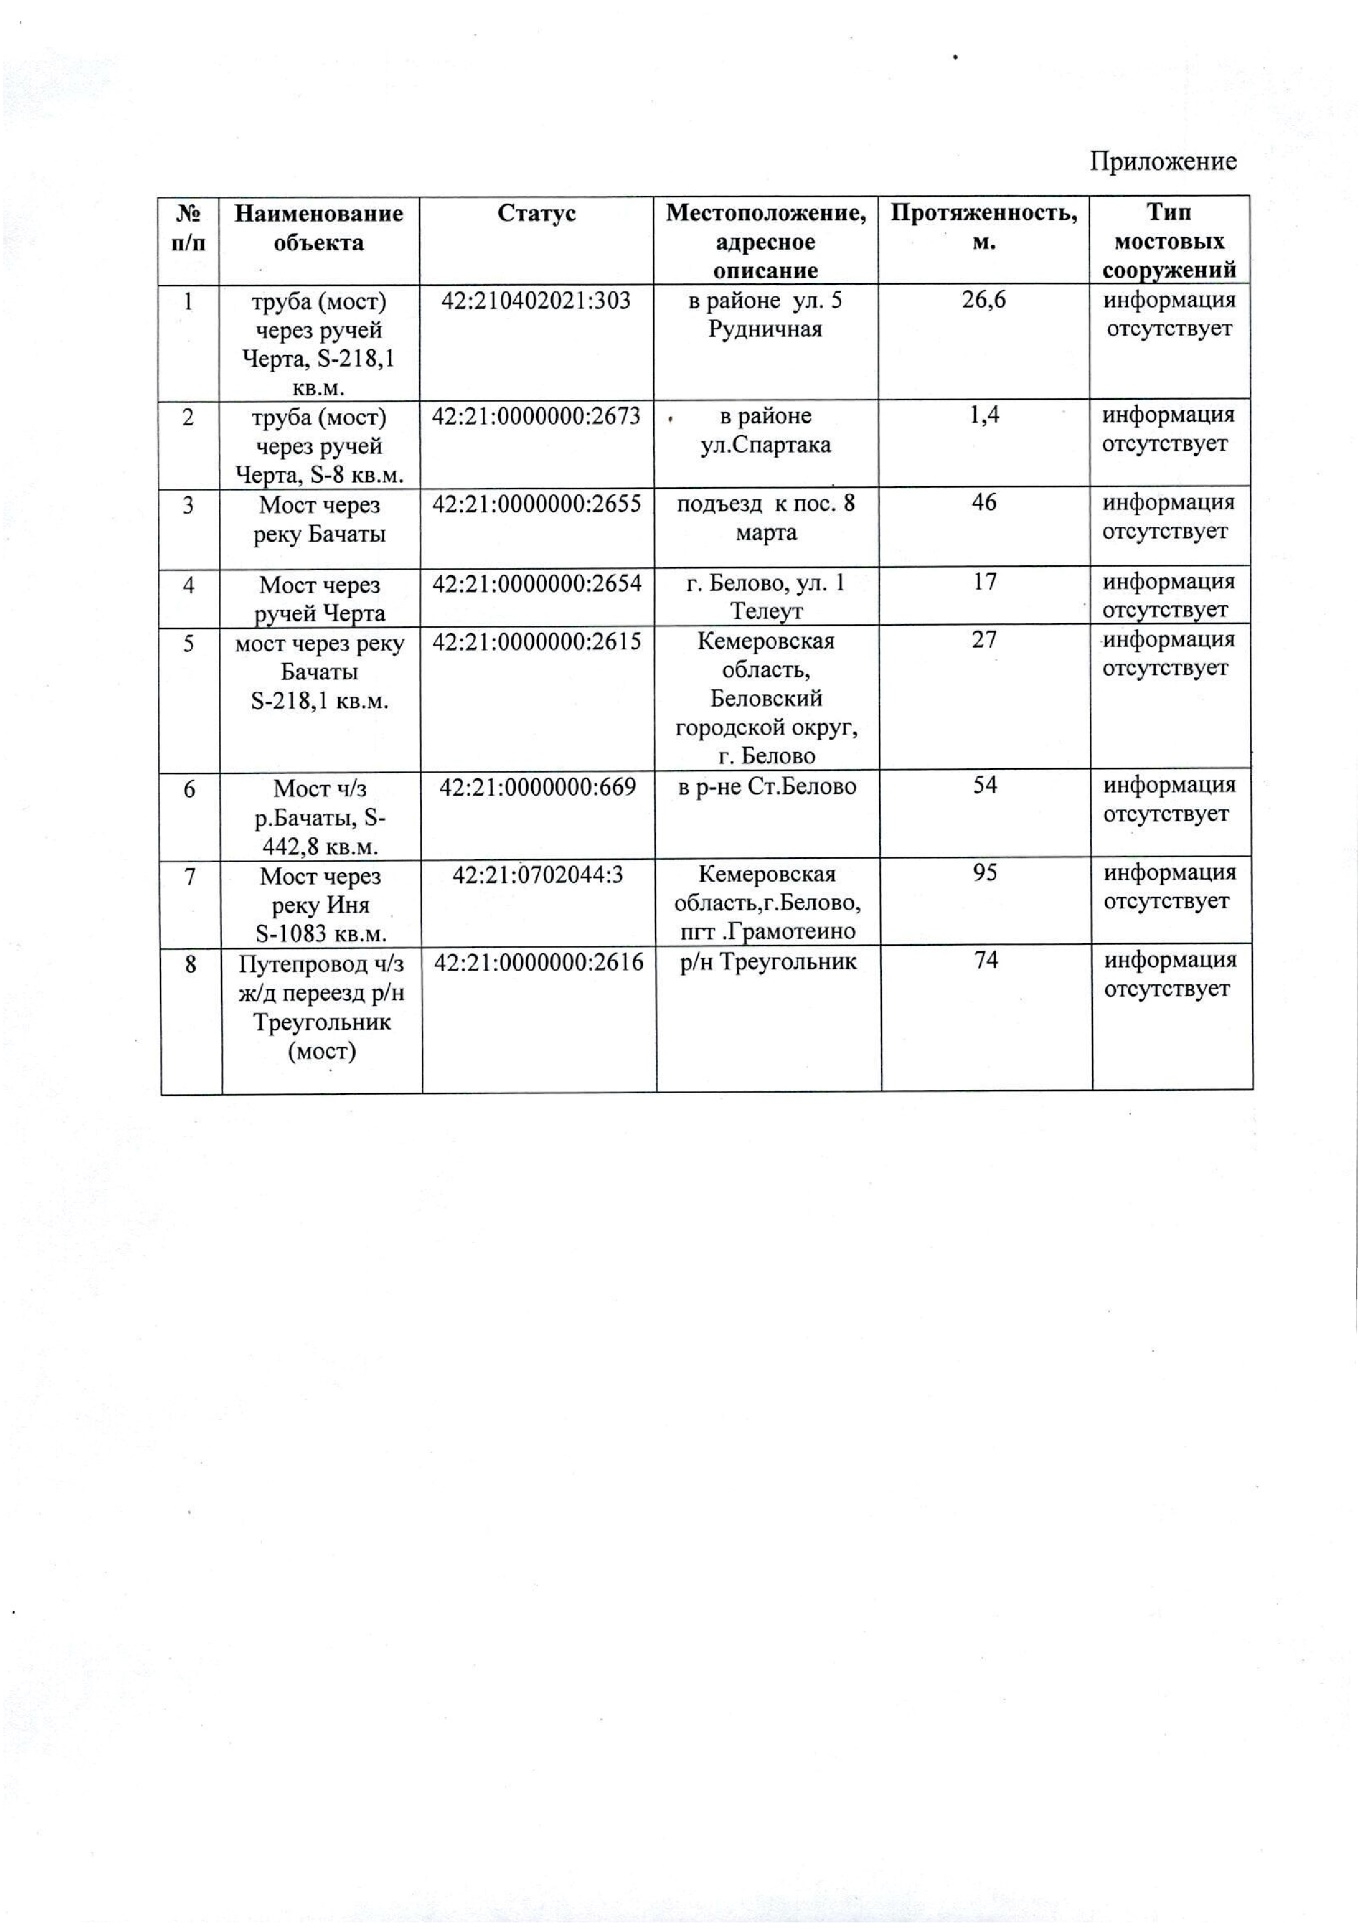 Приложение
№ п/п
Наименование объекта
Статус
Местоположение, адресное описание
Протяженность, м.
Тип мостовых сооружений
1
труба (мост)
через ручей
Черта, S-218,1
кв.м.
42:210402021:303
в районе ул. 5
Рудничная
26,6
информация
отсутствует
2
труба (мост)
через ручей
Черта, S-8 кв.м.
42:21:0000000:2673
в районе
ул.Спартака
1,4
информация
отсутствует
3
Мост через
реку Бачаты
42:21:0000000:2655
подъезд к пос. 8
марта
46
информация
отсутствует
4
Мост через
ручей Черта
42:21:0000000:2654
г. Белово, ул. 1
Телеут
17
информация
отсутствует
5
мост через реку
Бачаты
S-218,1 кв.м.
42:21:0000000:2615
Кемеровская
область,
Беловский
городской округ,
г. Белово
27
информация
отсутствует
6
Мост ч/з
р.Бачаты, S-
442,8 кв.м.
42:21:0000000:669
в р-не Ст.Белово
54
информация
отсутствует
7
Мост через
реку Иня
S-1083 кв.м.
42:21:0702044:3
Кемеровская
область,г.Белово,
пгт .Грамотеино
95
информация
отсутствует
8
Путепровод ч/з
ж/д переезд р/н
Треугольник
(мост)
42:21:0000000:2616
р/н Треугольник
74
информация
отсутствует